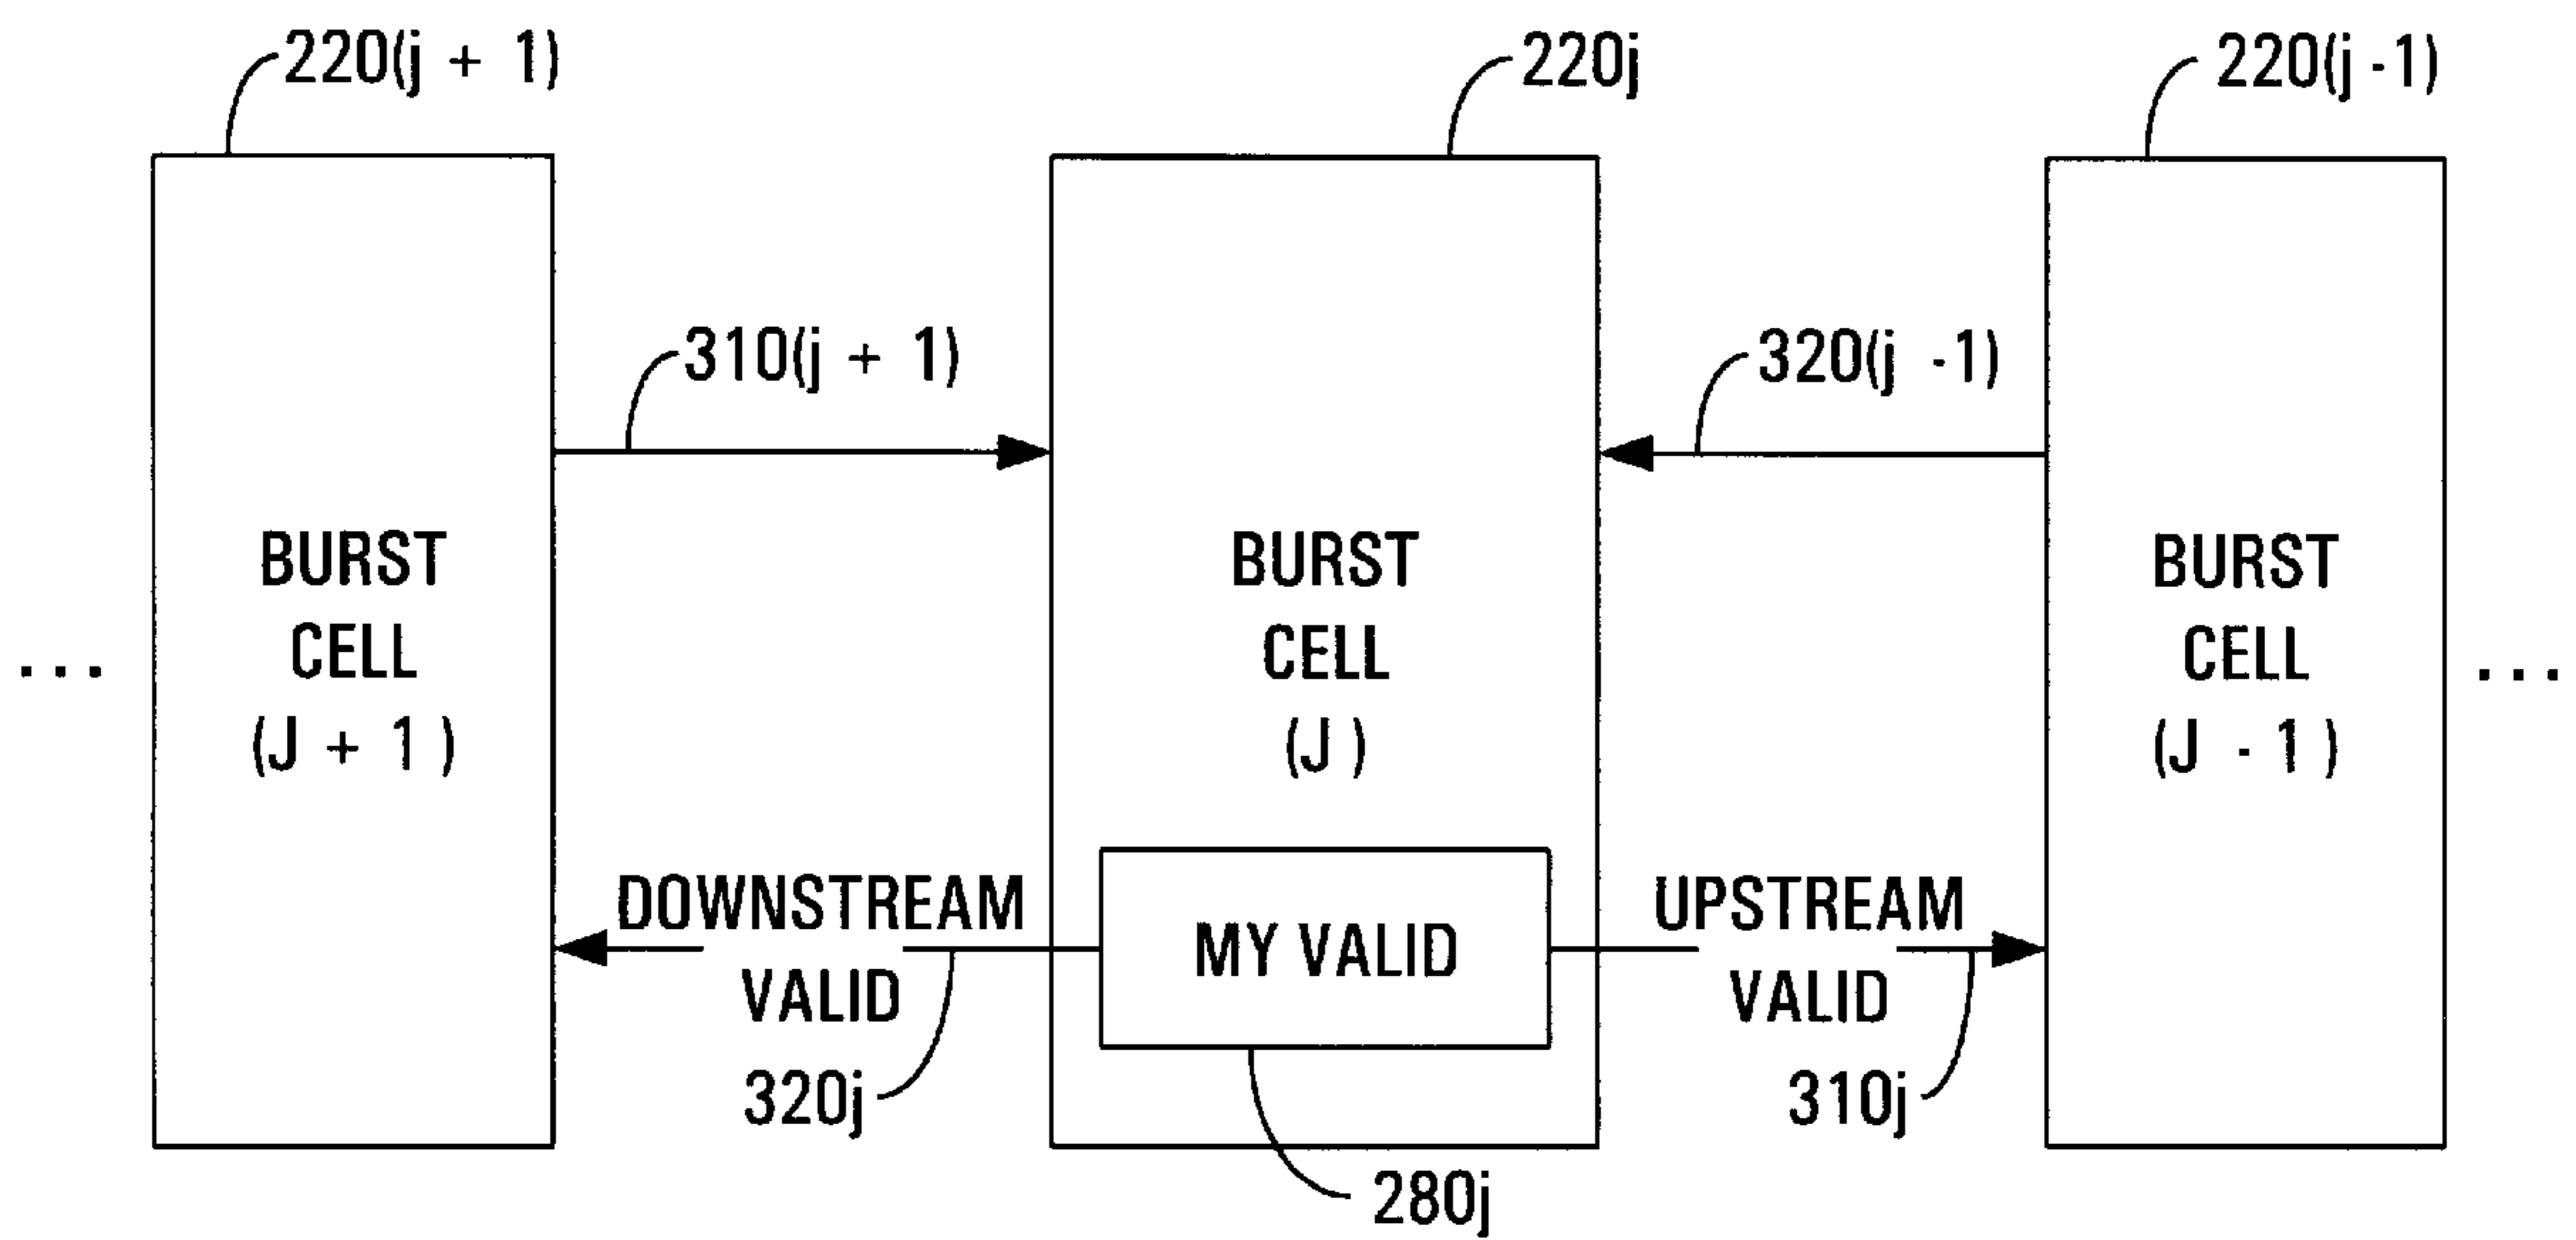 220(j + 1)
220j
220(j -1)
310(j + 1)
320(j -1)
BURST
CELL
(J + 1 )
BURST
CELL
(J )
BURST
CELL
(J - 1 )
...
...
DOWNSTREAM
VALID
MY VALID
UPSTREAM
VALID
320j
310j
280j